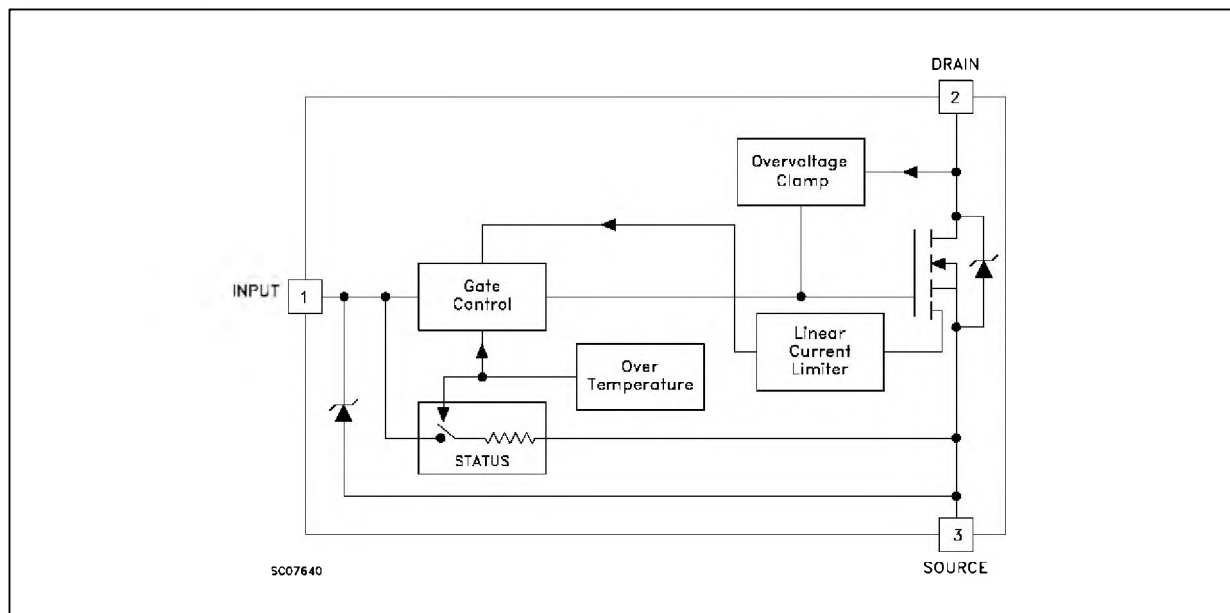 DRAIN
2
Overvoltage
Clamp
INPUT
1
Gate
Control
Linear
Current
Limiter
Over
Temperature
STATUS
3
SOURCE
SC07640